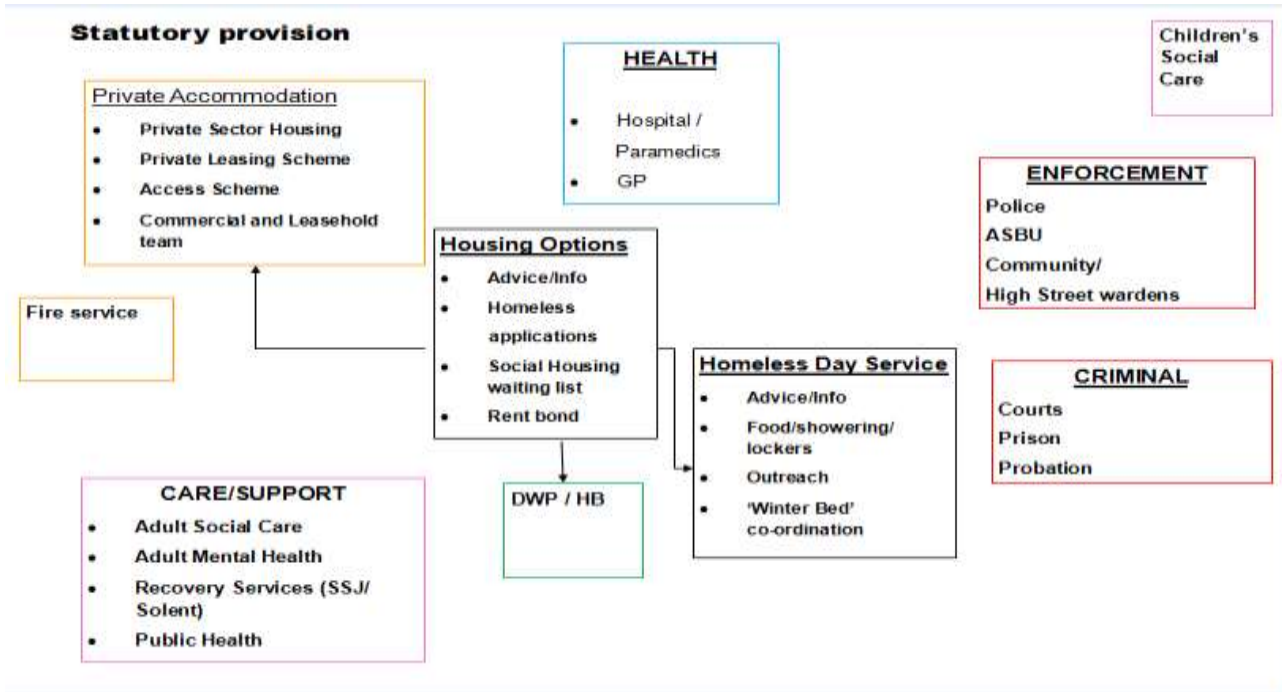 Statutory provision
Children's
Social
Care
HEALTH
• Hospital /
Paramedics
• GP
Private Accommodation
• Private Sector Housing
• Private Leasing Scheme
• Access Scheme
• Commercial and Leasehold
team
ENFORCEMENT
Police
ASBU
Community/
High Street wardens
Housing Options
• Advice/Info
• Homeless
applications
• Social Housing
waiting list
• Rent bond
Fire service
Homeless Day Service
• Advice/Info
• Food/showering/
lockers
• Outreach
• ‘Winter Bed’
co-ordination
CRIMINAL
Courts
Prison
Probation
CARE/SUPPORT
• Adult Social Care
• Adult Mental Health
• Recovery Services (SSJ/
Solent)
• Public Health
DWP / HB